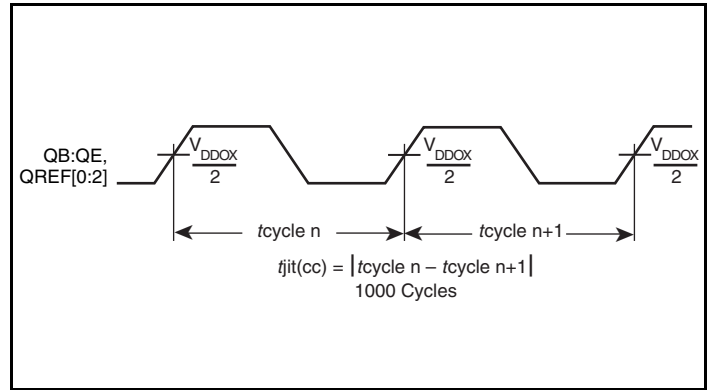 QB:QE,
QREF[0:2]
VDDOX
2
VDDOX
2
VDDOX
2
tcycle n
tcycle n+1
tjit(cc) = |tcycle n – tcycle n+1|
1000 Cycles